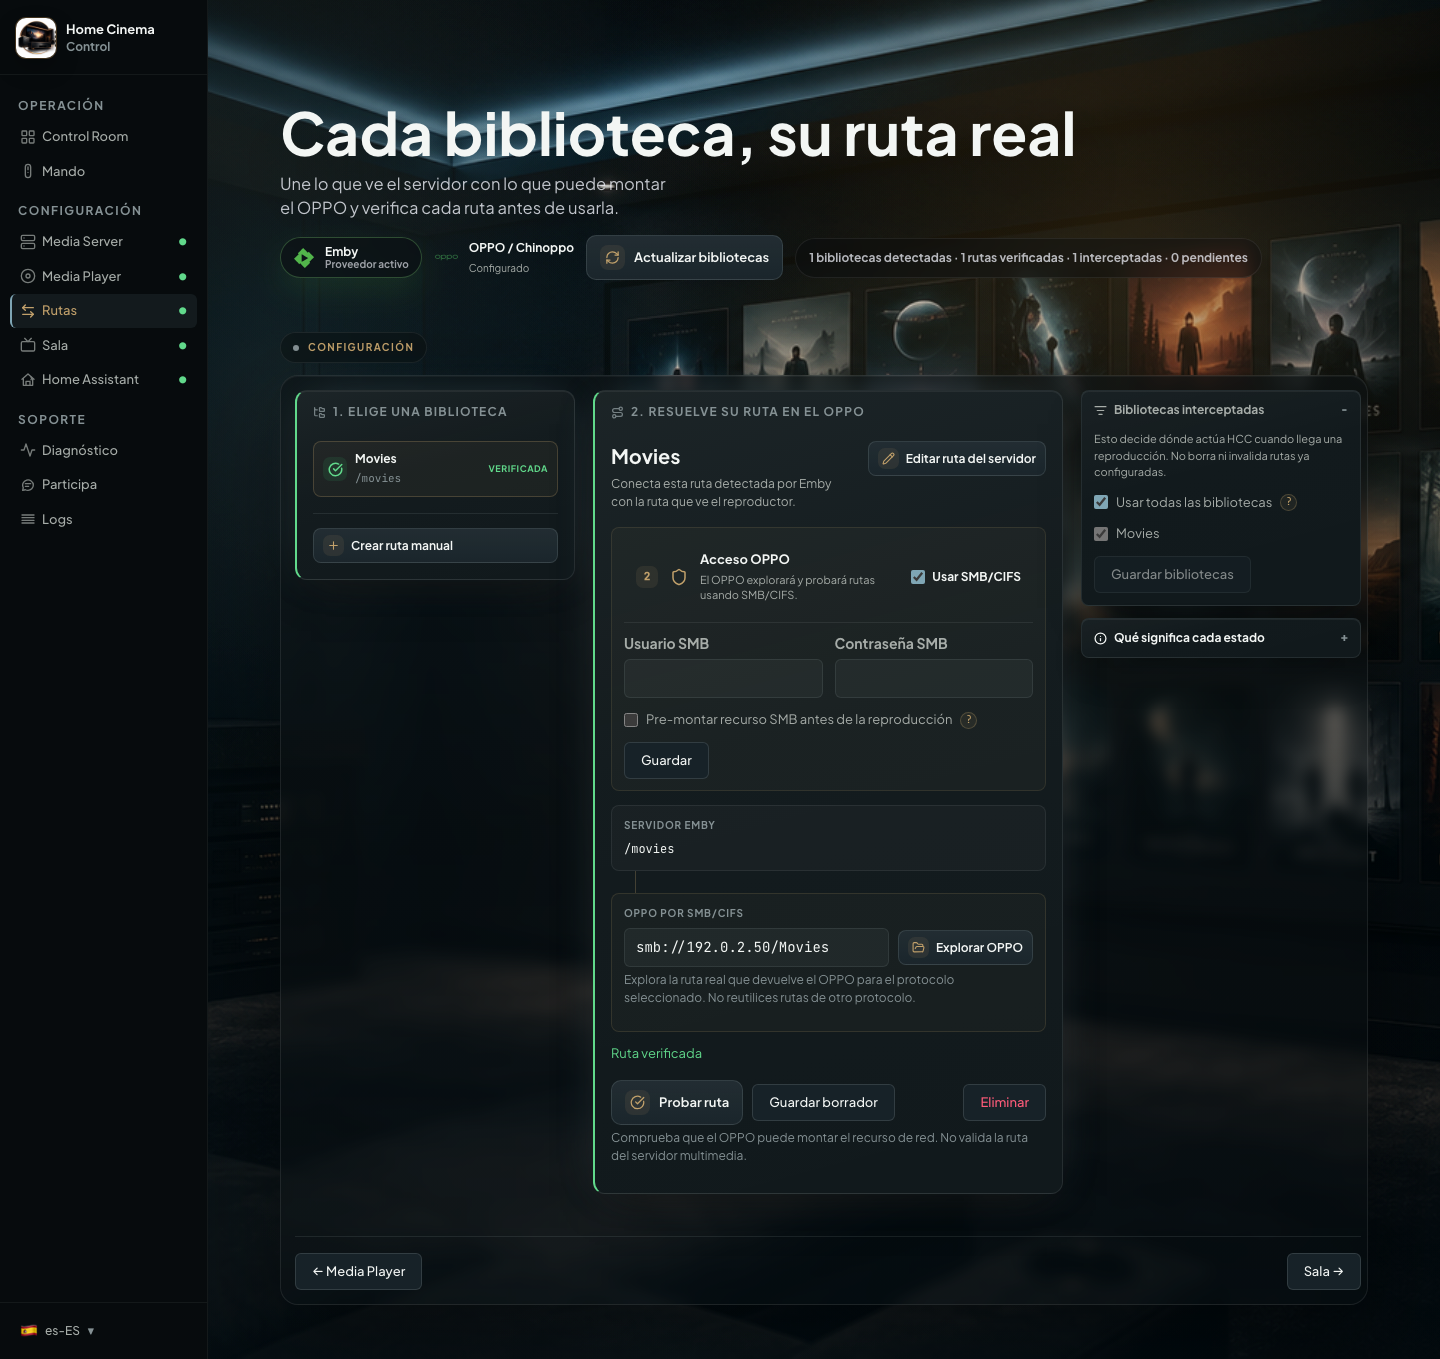 Home Cinema
Control
OPERACIÓN
Control Room
Mando
CONFIGURACIÓN
Media Server
Media Player
Rutas
Sala
Home Assistant
SOPORTE
Diagnóstico
Participa
Logs
es-ES
Cada biblioteca, su ruta real
Une lo que ve el servidor con lo que puede montar
el OPPO y verifica cada ruta antes de usarla.
Emby
Proveedor activo
oppo
OPPO / Chinoppo
Configurado
Actualizar bibliotecas
1 bibliotecas detectadas · 1 rutas verificadas · 1 interceptadas · 0 pendientes
CONFIGURACIÓN
1. ELIGE UNA BIBLIOTECA
Movies
/movies
VERIFICADA
+ Crear ruta manual
2. RESUELVE SU RUTA EN EL OPPO
Movies
Editar ruta del servidor
Conecta esta ruta detectada por Emby
con la ruta que ve el reproductor.
2
Acceso OPPO
El OPPO explorará y probará rutas
usando SMB/CIFS.
Usar SMB/CIFS
Usuario SMB
Contraseña SMB
Pre-montar recurso SMB antes de la reproducción ?
Guardar
SERVIDOR EMBY
/movies
OPPO POR SMB/CIFS
smb://192.0.2.50/Movies
Explorar OPPO
Explora la ruta real que devuelve el OPPO para el protocolo
seleccionado. No reutilices rutas de otro protocolo.
Ruta verificada
Probar ruta
Guardar borrador
Eliminar
Comprueba que el OPPO puede montar el recurso de red. No valida la ruta
del servidor multimedia.
Bibliotecas interceptadas -
Esto decide dónde actúa HCC cuando llega una
reproducción. No borra ni invalida rutas ya
configuradas.
Usar todas las bibliotecas ?
Movies
Guardar bibliotecas
Qué significa cada estado +
← Media Player
Sala →